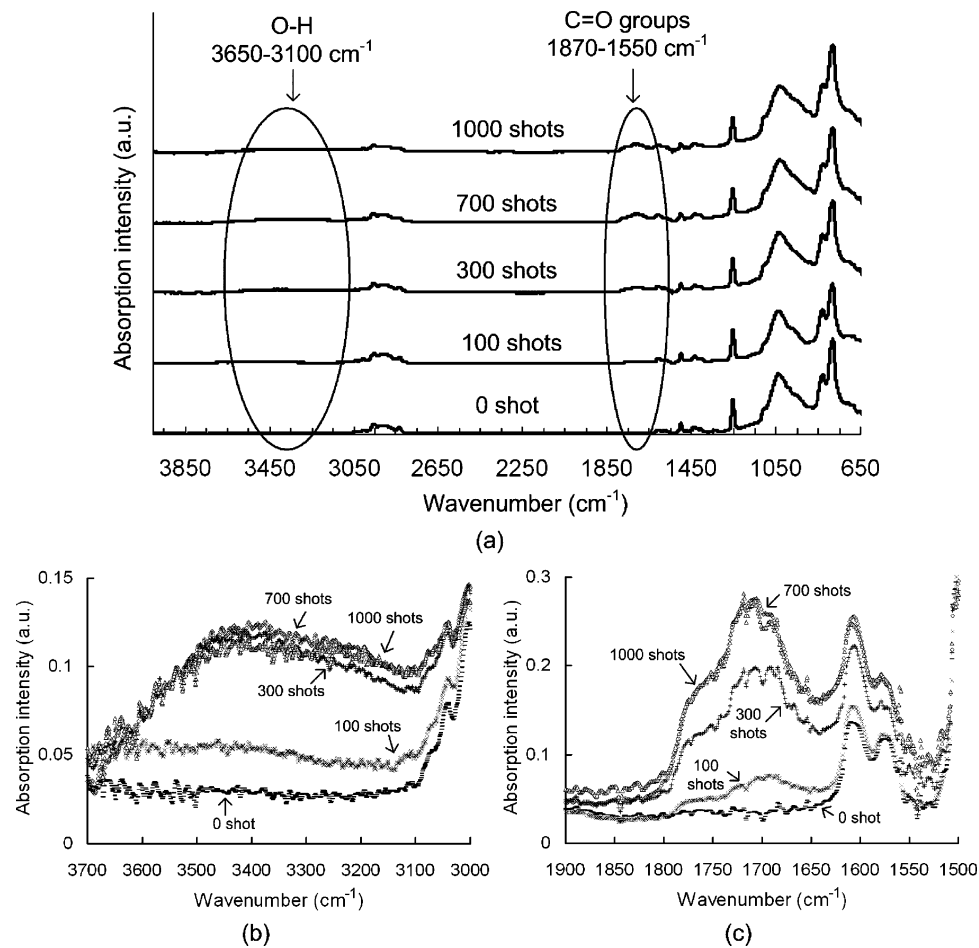 O-H
3650-3100 cm⁻¹
C=O groups
1870-1550 cm⁻¹
Absorption intensity (a.u.)
1000 shots
700 shots
300 shots
100 shots
0 shot
3850 3450 3050 2650 2250 1850 1450 1050 650
Wavenumber (cm⁻¹)
(a)
Absorption intensity (a.u.)
0.15
0.1
0.05
0
700 shots
1000 shots
300 shots
100 shots
0 shot
3700 3600 3500 3400 3300 3200 3100 3000
Wavenumber (cm⁻¹)
(b)
Absorption intensity (a.u.)
0.3
0.2
0.1
0
700 shots
1000 shots
300
shots
100
shots
0 shot
1900 1850 1800 1750 1700 1650 1600 1550 1500
Wavenumber (cm⁻¹)
(c)